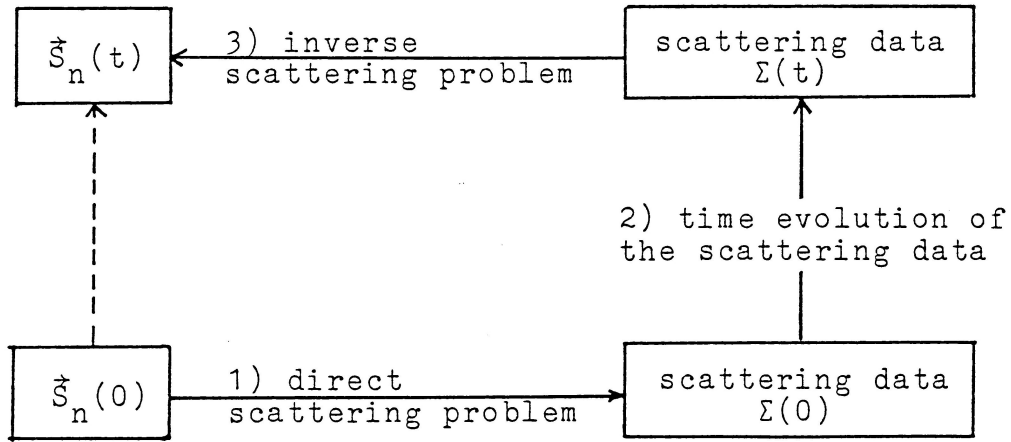 S⃗ₙ(t)
3) inverse
scattering problem
scattering data
Σ(t)
2) time evolution of
the scattering data
S⃗ₙ(0)
1) direct
scattering problem
scattering data
Σ(0)